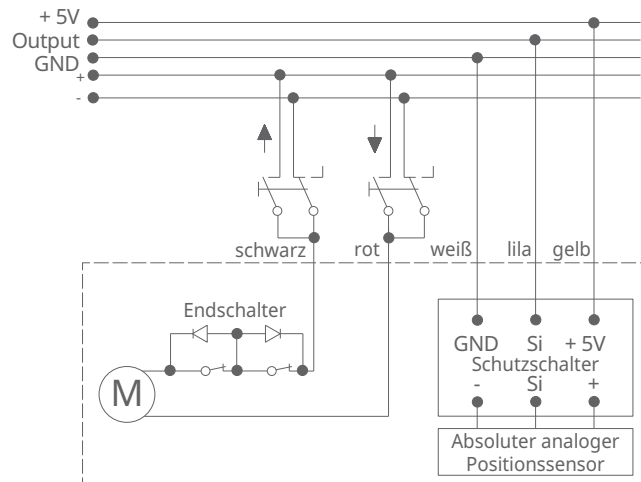 + 5V
Output
GND
+
-
schwarz rot weiß lila gelb
Endschalter
M
GND Si + 5V
Schutzschalter
- Si +
Absoluter analoger
Positionssensor